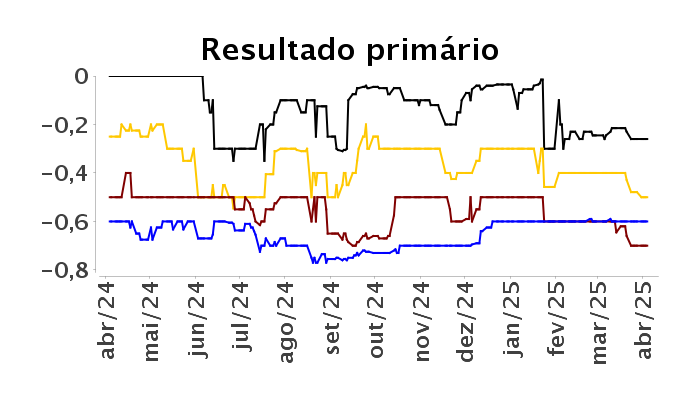 Resultado primário
0
−0,2
−0,4
−0,6
−0,8
abr/24
mai/24
jun/24
jul/24
ago/24
set/24
out/24
nov/24
dez/24
jan/25
fev/25
mar/25
abr/25